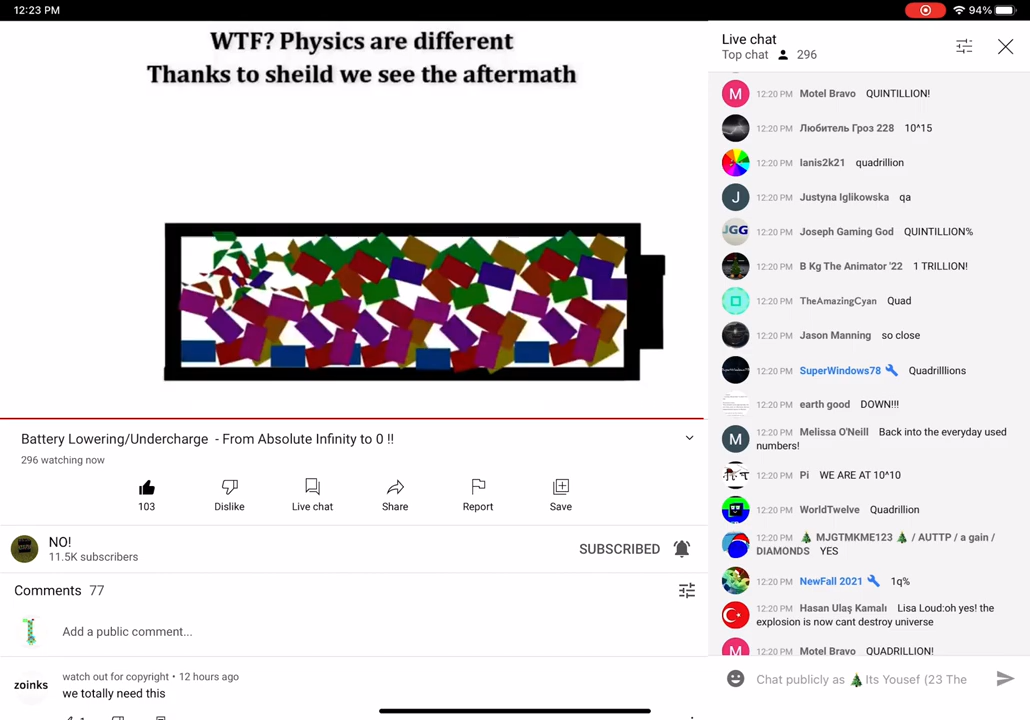 12:23 PM
94%
WTF? Physics are different
Thanks to sheild we see the aftermath
Battery Lowering/Undercharge - From Absolute Infinity to 0 !!
296 watching now
103
Dislike
Live chat
Share
Report
Save
NO!
11.5K subscribers
SUBSCRIBED
Comments 77
Add a public comment...
zoinks
watch out for copyright • 12 hours ago
we totally need this
1
Live chat
Top chat 296
M 12:20 PM Motel Bravo QUINTILLION!
12:20 PM Любитель Гроз 228 10^15
12:20 PM Ianis2k21 quadrillion
J 12:20 PM Justyna Iglikowska qa
JGG 12:20 PM Joseph Gaming God QUINTILLION%
12:20 PM B Kg The Animator '22 1 TRILLION!
12:20 PM TheAmazingCyan Quad
12:20 PM Jason Manning so close
12:20 PM SuperWindows78 Quadrilllions
12:20 PM earth good DOWN!!!
M 12:20 PM Melissa O'Neill Back into the everyday used
numbers!
12:20 PM Pi WE ARE AT 10^10
12:20 PM WorldTwelve Quadrillion
12:20 PM 🎄 MJGTMKME123 🎄 / AUTTP / a gain /
DIAMONDS YES
12:20 PM NewFall 2021 1q%
12:20 PM Hasan Ulaş Kamalı Lisa Loud:oh yes! the
explosion is now cant destroy universe
M 12:20 PM Motel Bravo QUADRILLION!
Chat publicly as 🎄Its Yousef (23 The